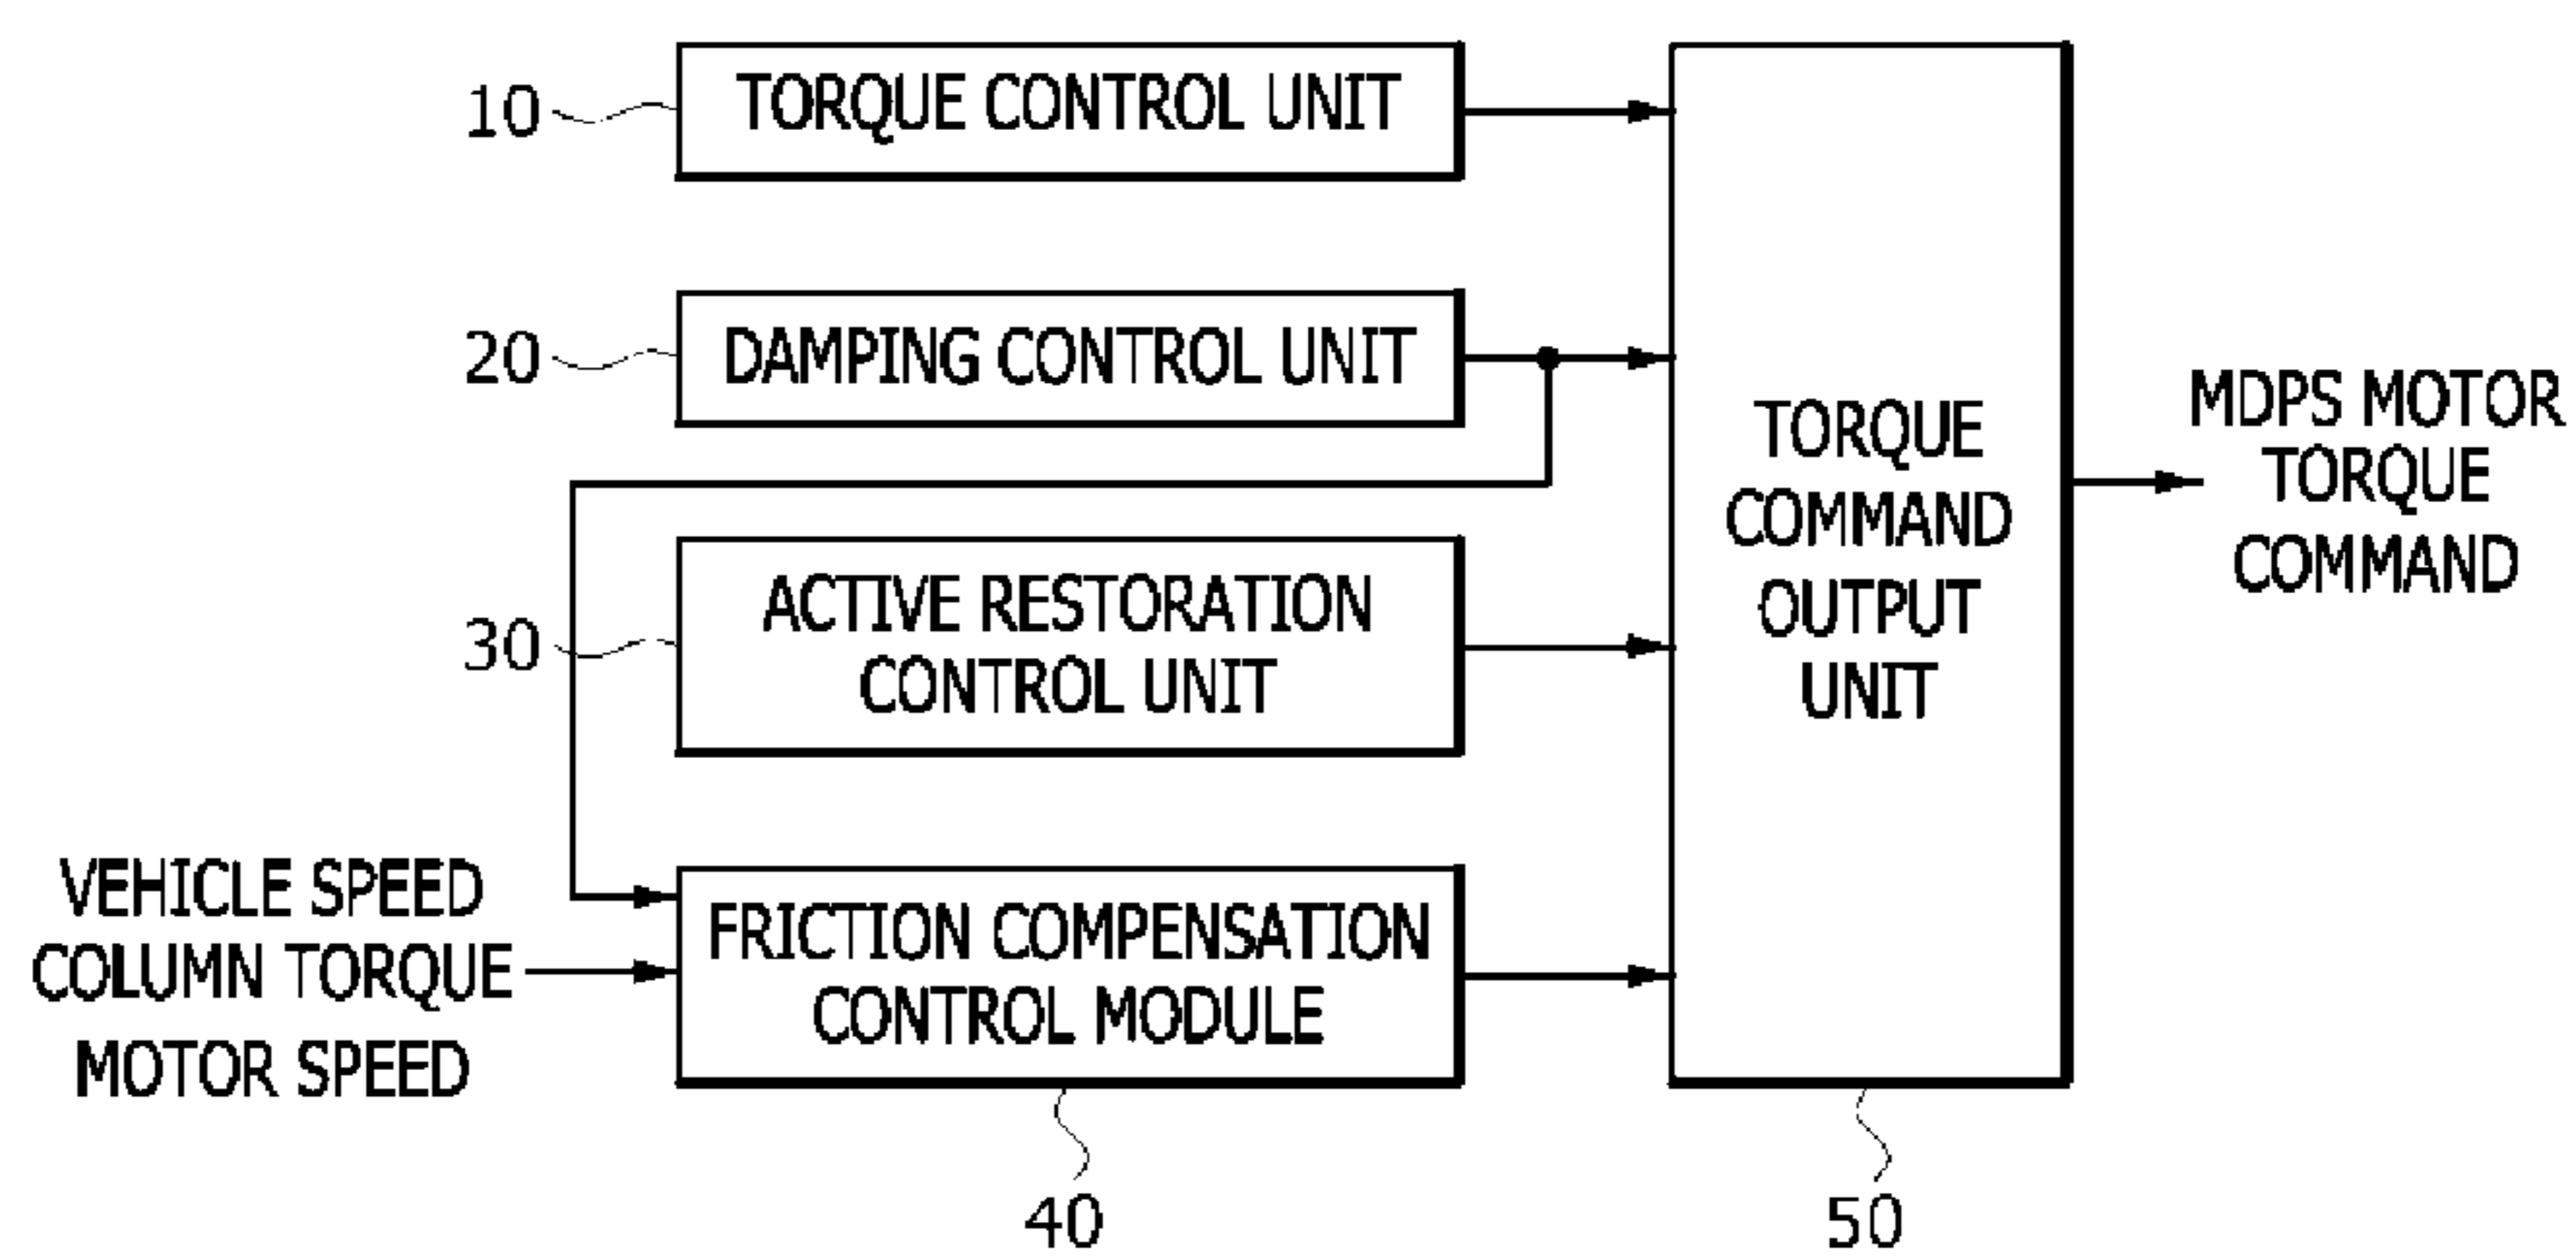 10
TORQUE CONTROL UNIT
20
DAMPING CONTROL UNIT
30
ACTIVE RESTORATION
CONTROL UNIT
VEHICLE SPEED
COLUMN TORQUE
MOTOR SPEED
FRICTION COMPENSATION
CONTROL MODULE
40
TORQUE
COMMAND
OUTPUT
UNIT
50
MDPS MOTOR
TORQUE
COMMAND